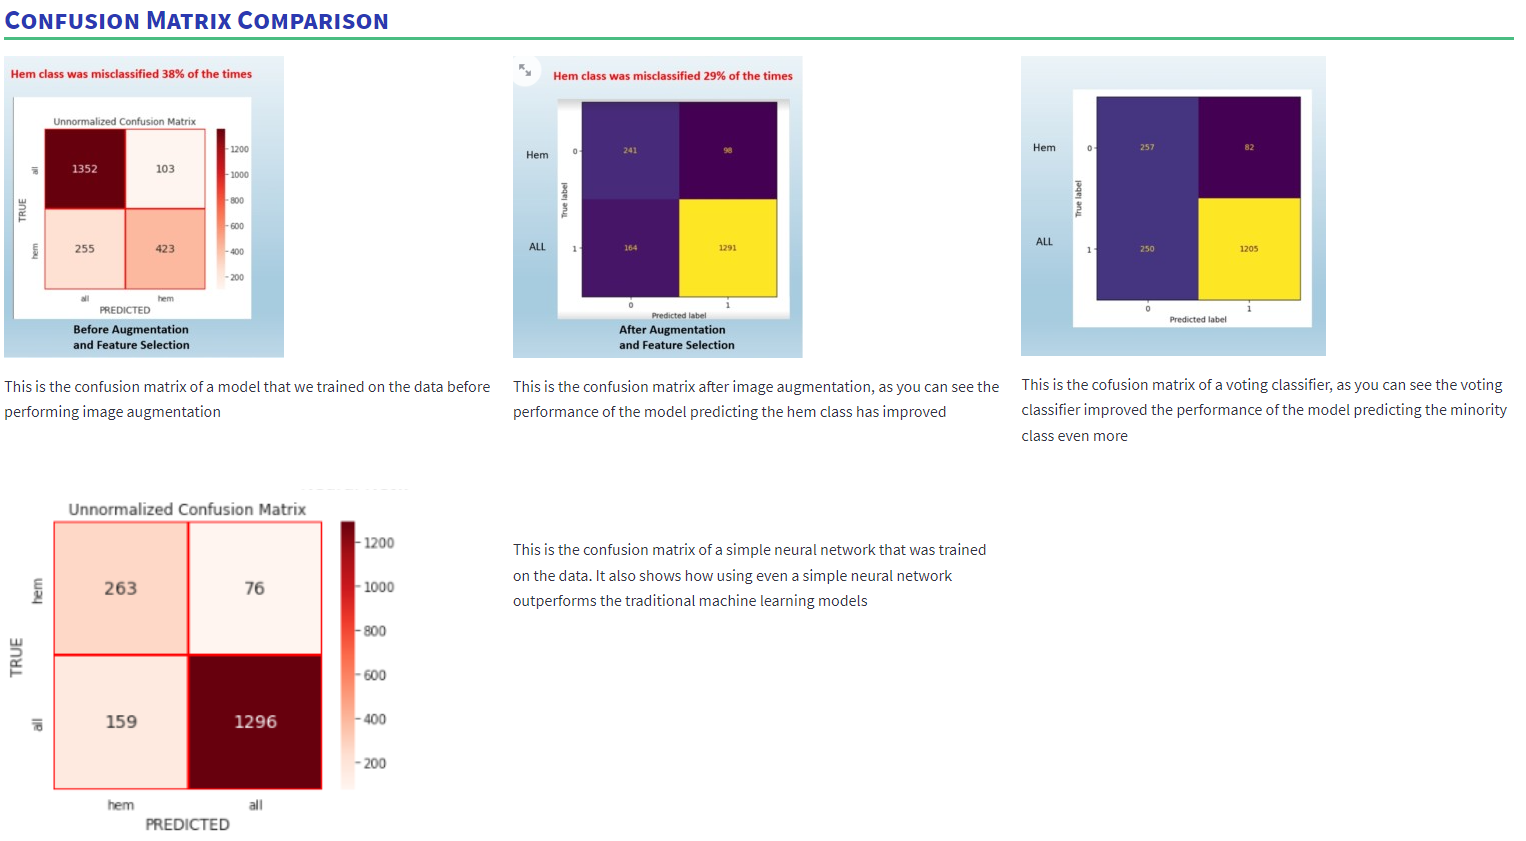 CONFUSION MATRIX COMPARISON
Hem class was misclassified 38% of the times
Unnormalized Confusion Matrix
TRUE
all
hem
1352
103
255
423
1200
1000
800
600
400
200
all
hem
PREDICTED
Before Augmentation
and Feature Selection
This is the confusion matrix of a model that we trained on the data before
performing image augmentation
Hem class was misclassified 29% of the times
Hem
ALL
True label
0
1
241
98
164
1291
0
1
Predicted label
After Augmentation
and Feature Selection
This is the confusion matrix after image augmentation, as you can see the
performance of the model predicting the hem class has improved
Hem
ALL
True label
0
1
257
82
250
1205
0
1
Predicted label
This is the cofusion matrix of a voting classifier, as you can see the voting
classifier improved the performance of the model predicting the minority
class even more
Unnormalized Confusion Matrix
TRUE
hem
all
263
76
159
1296
1200
1000
800
600
400
200
hem
all
PREDICTED
This is the confusion matrix of a simple neural network that was trained
on the data. It also shows how using even a simple neural network
outperforms the traditional machine learning models